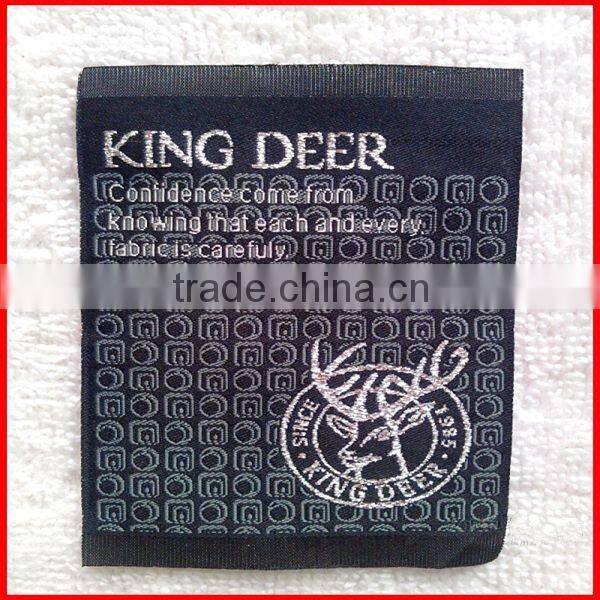 KING DEER
Confidence come from
knowing that each and every
fabric is carefuly
trade.china.cn
SINCE 1985
KING DEER